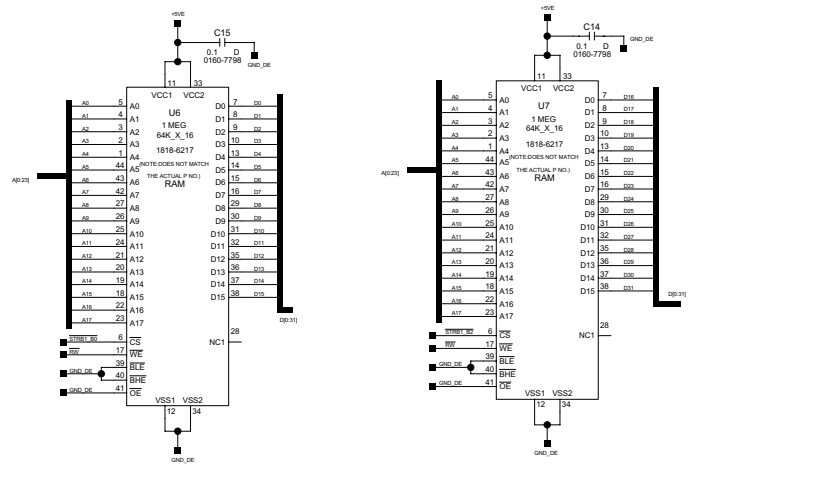 +5VE
C15
0.1 D
0160-7798
GND_DE
11 33
VCC1 VCC2
U6
1 MEG
64K_X_16
1818-6217
(NOTE:DOES NOT MATCH
THE ACTUAL P NO.)
RAM
A[0:23]
A0 5 A0
A1 4 A1
A2 3 A2
A3 2 A3
A4 1 A4
A5 44 A5
A6 43 A6
A7 42 A7
A8 27 A8
A9 26 A9
A10 25 A10
A11 24 A11
A12 21 A12
A13 20 A13
A14 19 A14
A15 18 A15
A16 22 A16
A17 23 A17
STRB1_B0 6 CS
RW 17 WE
GND_DE 39 BLE
40 BHE
GND_DE 41 OE
D0 7 D0
D1 8 D1
D2 9 D2
D3 10 D3
D4 13 D4
D5 14 D5
D6 15 D6
D7 16 D7
D8 29 D8
D9 30 D9
D10 31 D10
D11 32 D11
D12 35 D12
D13 36 D13
D14 37 D14
D15 38 D15
D[0:31]
NC1 28
VSS1 VSS2
12 34
GND_DE
+5VE
C14
0.1 D
0160-7798
GND_DE
11 33
VCC1 VCC2
U7
1 MEG
64K_X_16
1818-6217
(NOTE:DOES NOT MATCH
THE ACTUAL P NO.)
RAM
A[0:23]
A0 5 A0
A1 4 A1
A2 3 A2
A3 2 A3
A4 1 A4
A5 44 A5
A6 43 A6
A7 42 A7
A8 27 A8
A9 26 A9
A10 25 A10
A11 24 A11
A12 21 A12
A13 20 A13
A14 19 A14
A15 18 A15
A16 22 A16
A17 23 A17
STRB1_B2 6 CS
RW 17 WE
GND_DE 39 BLE
40 BHE
GND_DE 41 OE
D0 7 D16
D1 8 D17
D2 9 D18
D3 10 D19
D4 13 D20
D5 14 D21
D6 15 D22
D7 16 D23
D8 29 D24
D9 30 D25
D10 31 D26
D11 32 D27
D12 35 D28
D13 36 D29
D14 37 D30
D15 38 D31
D[0:31]
NC1 28
VSS1 VSS2
12 34
GND_DE